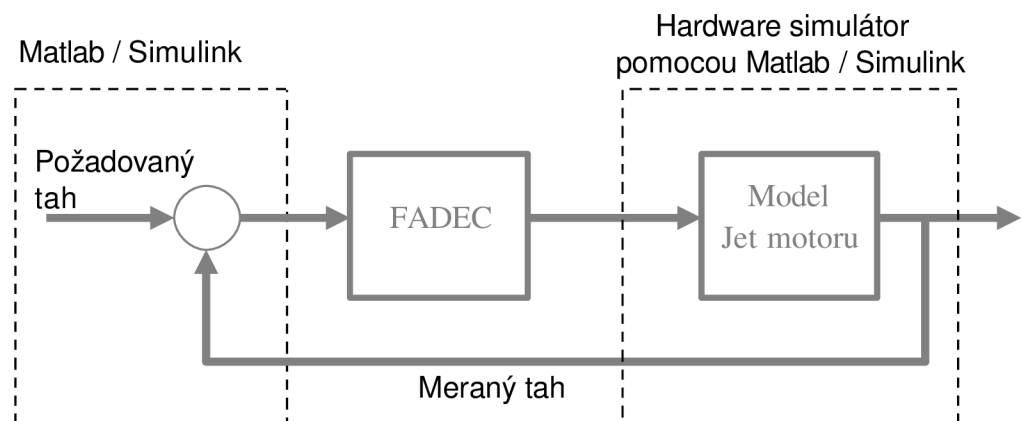 Matlab / Simulink
Hardware simulátor
pomocou Matlab / Simulink
Požadovaný
tah
FADEC
Model
Jet motoru
Meraný tah